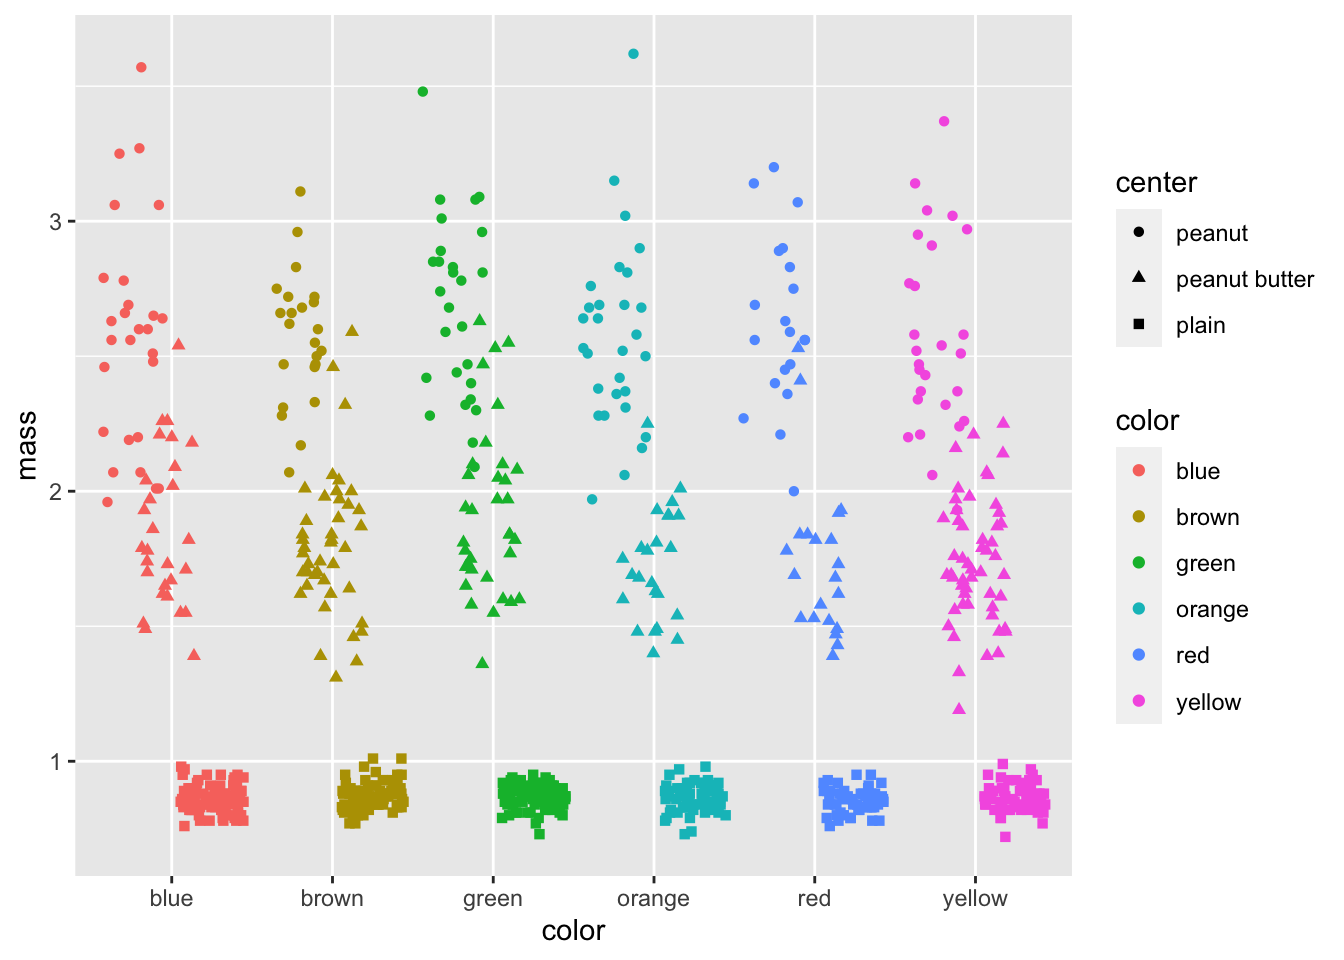 mass
3
2
1
blue brown green orange red yellow
color
center
peanut
peanut butter
plain
color
blue
brown
green
orange
red
yellow